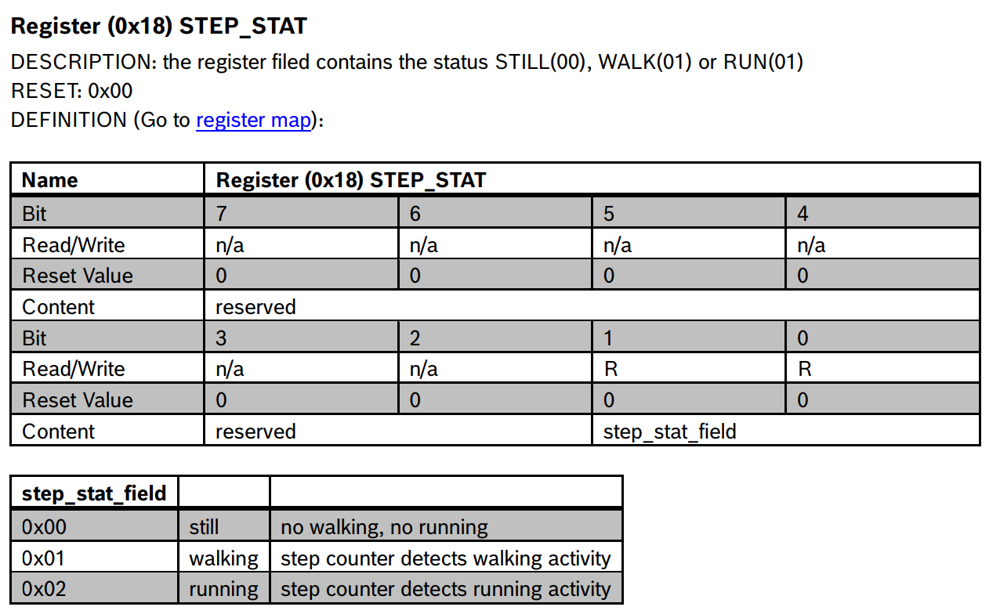 Register (0x18) STEP_STAT
DESCRIPTION: the register filed contains the status STILL(00), WALK(01) or RUN(01)
RESET: 0x00
DEFINITION (Go to register map):
Name Register (0x18) STEP_STAT
Bit 7 6 5 4
Read/Write n/a n/a n/a n/a
Reset Value 0 0 0 0
Content reserved
Bit 3 2 1 0
Read/Write n/a n/a R R
Reset Value 0 0 0 0
Content reserved step_stat_field
step_stat_field
0x00 still no walking, no running
0x01 walking step counter detects walking activity
0x02 running step counter detects running activity